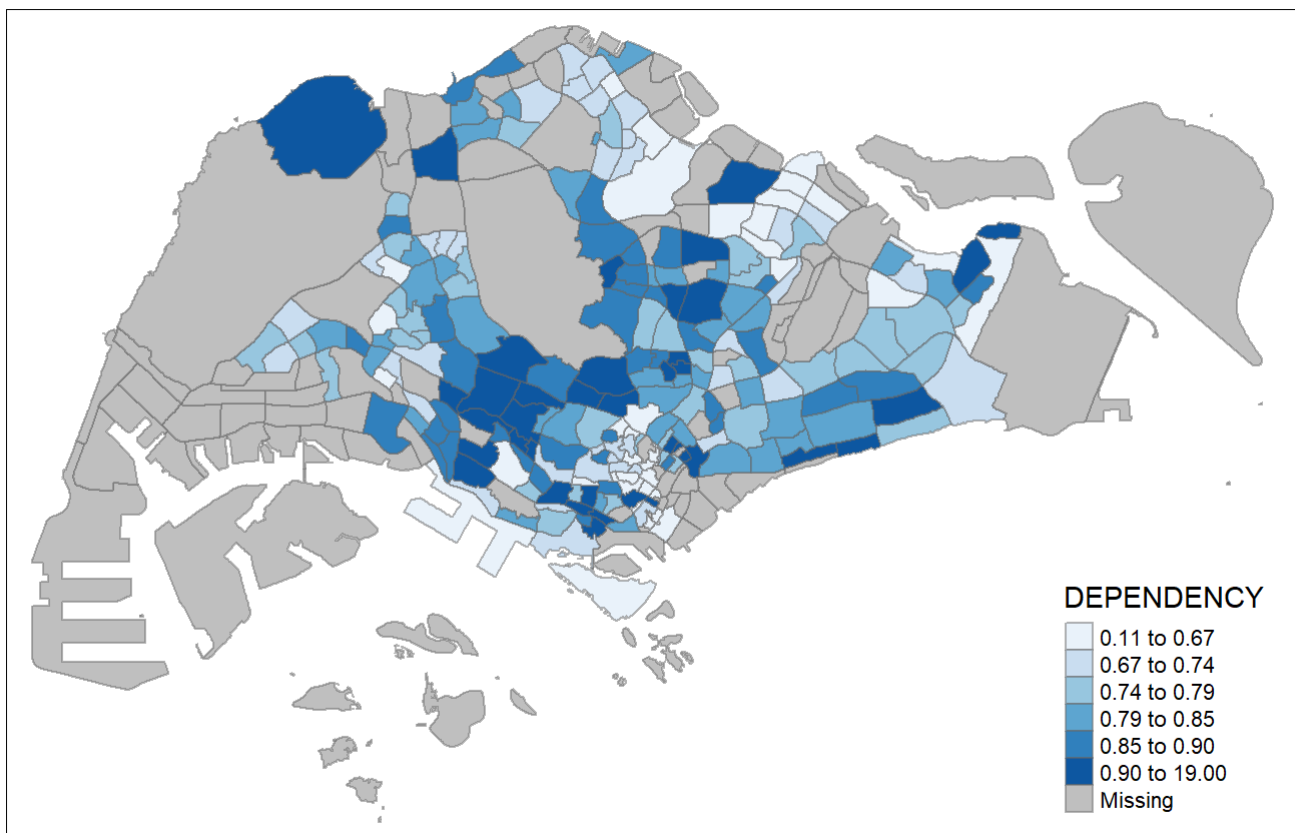 DEPENDENCY
0.11 to 0.67
0.67 to 0.74
0.74 to 0.79
0.79 to 0.85
0.85 to 0.90
0.90 to 19.00
Missing